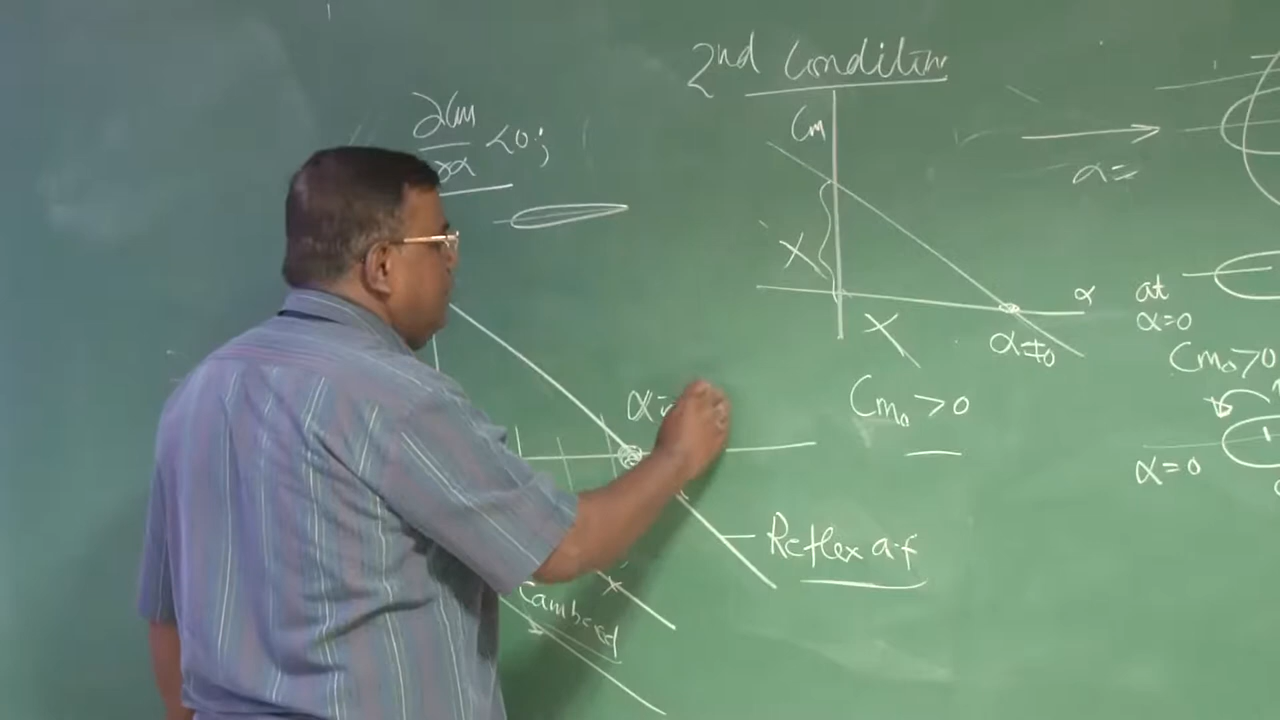 2nd Condition
∂Cm
∂α <0;
Cm
α=
α
at
α=0
α≠0
Cm₀>0
Cm₀ >0
α=0
α=
Reflex a.f
Cambered